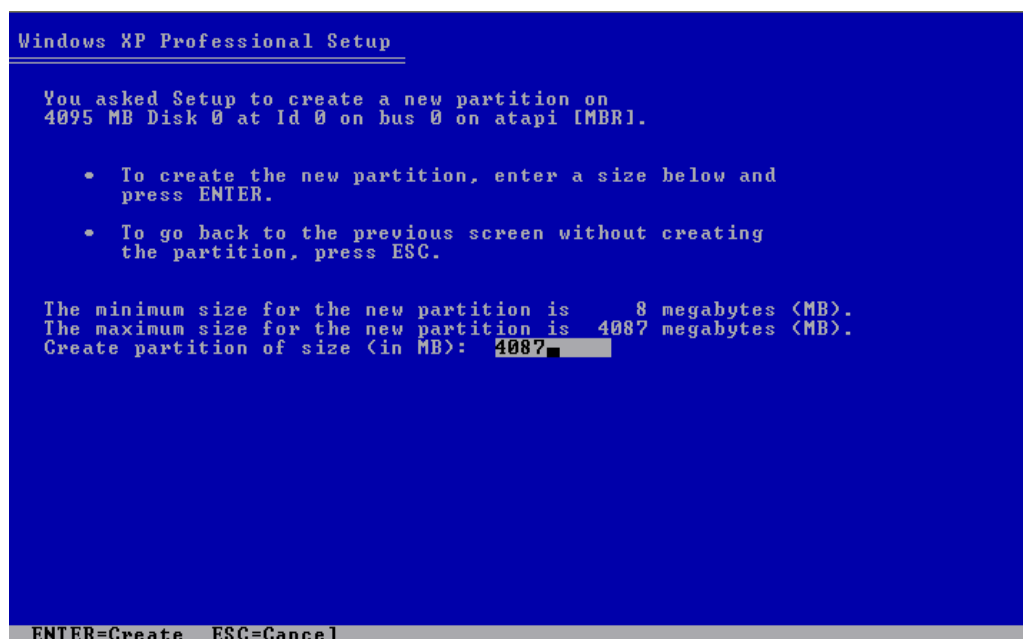 Windows XP Professional Setup
You asked Setup to create a new partition on
4095 MB Disk 0 at Id 0 on bus 0 on atapi [MBR].
• To create the new partition, enter a size below and
press ENTER.
• To go back to the previous screen without creating
the partition, press ESC.
The minimum size for the new partition is 8 megabytes (MB).
The maximum size for the new partition is 4087 megabytes (MB).
Create partition of size (in MB): 4087
ENTER=Create ESC=Cancel